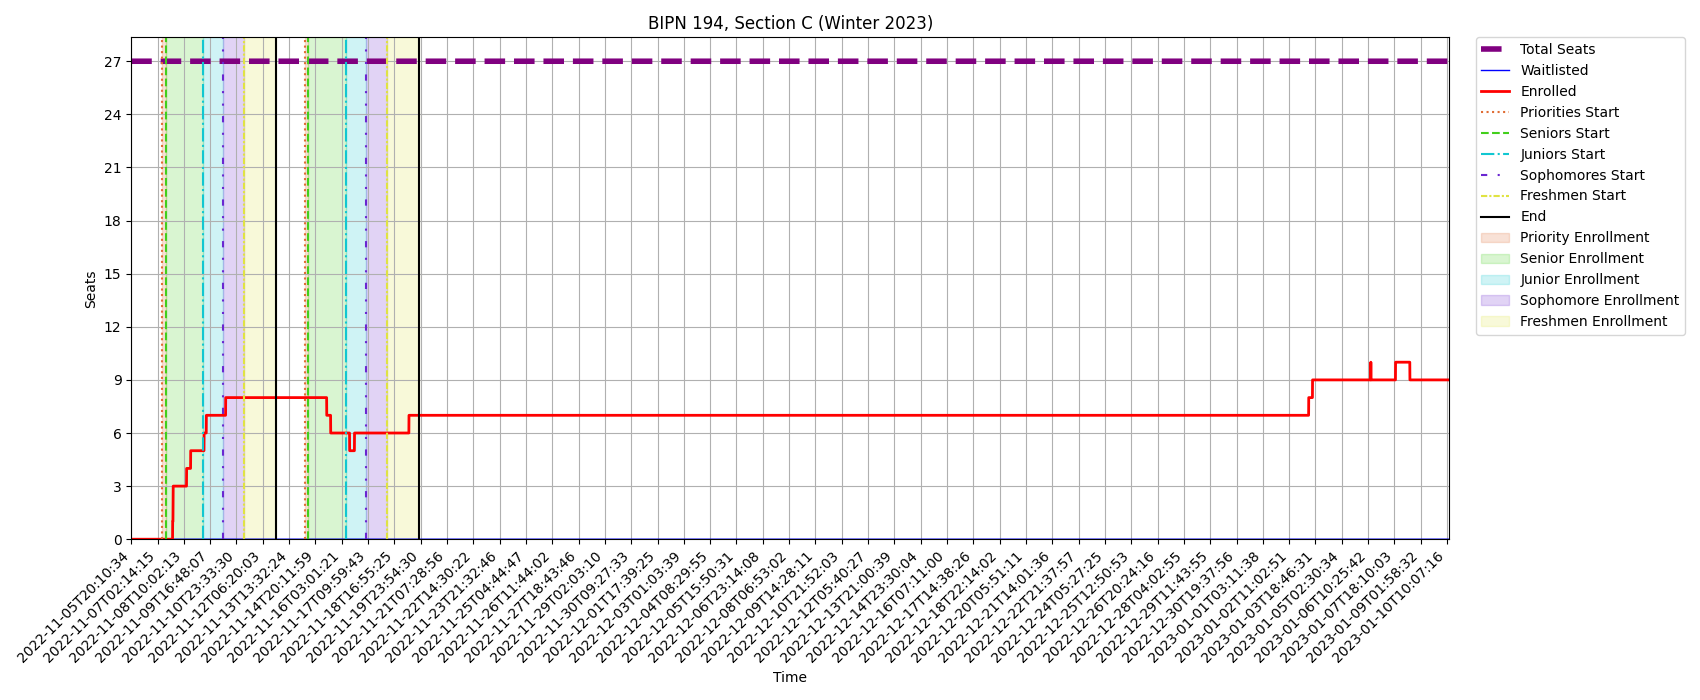 BIPN 194, Section C (Winter 2023)
Seats
27
24
21
18
15
12
9
6
3
0
2022-11-05T20:10:34
2022-11-07T02:14:15
2022-11-08T10:02:13
2022-11-09T16:48:07
2022-11-10T23:33:30
2022-11-12T06:20:03
2022-11-13T13:32:24
2022-11-14T20:11:59
2022-11-16T03:01:21
2022-11-17T09:59:43
2022-11-18T16:55:25
2022-11-19T23:54:30
2022-11-21T07:28:56
2022-11-22T14:30:22
2022-11-23T21:32:46
2022-11-25T04:44:47
2022-11-26T11:44:02
2022-11-27T18:43:46
2022-11-29T02:03:10
2022-11-30T09:27:33
2022-12-01T17:39:25
2022-12-03T01:03:39
2022-12-04T08:29:55
2022-12-05T15:50:31
2022-12-06T23:14:08
2022-12-08T06:53:02
2022-12-09T14:28:11
2022-12-10T21:52:03
2022-12-12T05:40:27
2022-12-13T21:00:39
2022-12-14T23:30:04
2022-12-16T07:11:00
2022-12-17T14:38:26
2022-12-18T22:14:02
2022-12-20T05:51:11
2022-12-21T14:01:36
2022-12-22T21:37:57
2022-12-24T05:27:25
2022-12-25T12:50:53
2022-12-26T20:24:16
2022-12-28T04:02:55
2022-12-29T11:43:55
2022-12-30T19:37:56
2023-01-01T03:11:38
2023-01-02T11:02:51
2023-01-03T18:46:31
2023-01-05T02:30:34
2023-01-06T10:25:42
2023-01-07T18:10:03
2023-01-09T01:58:32
2023-01-10T10:07:16
Time
Total Seats
Waitlisted
Enrolled
Priorities Start
Seniors Start
Juniors Start
Sophomores Start
Freshmen Start
End
Priority Enrollment
Senior Enrollment
Junior Enrollment
Sophomore Enrollment
Freshmen Enrollment